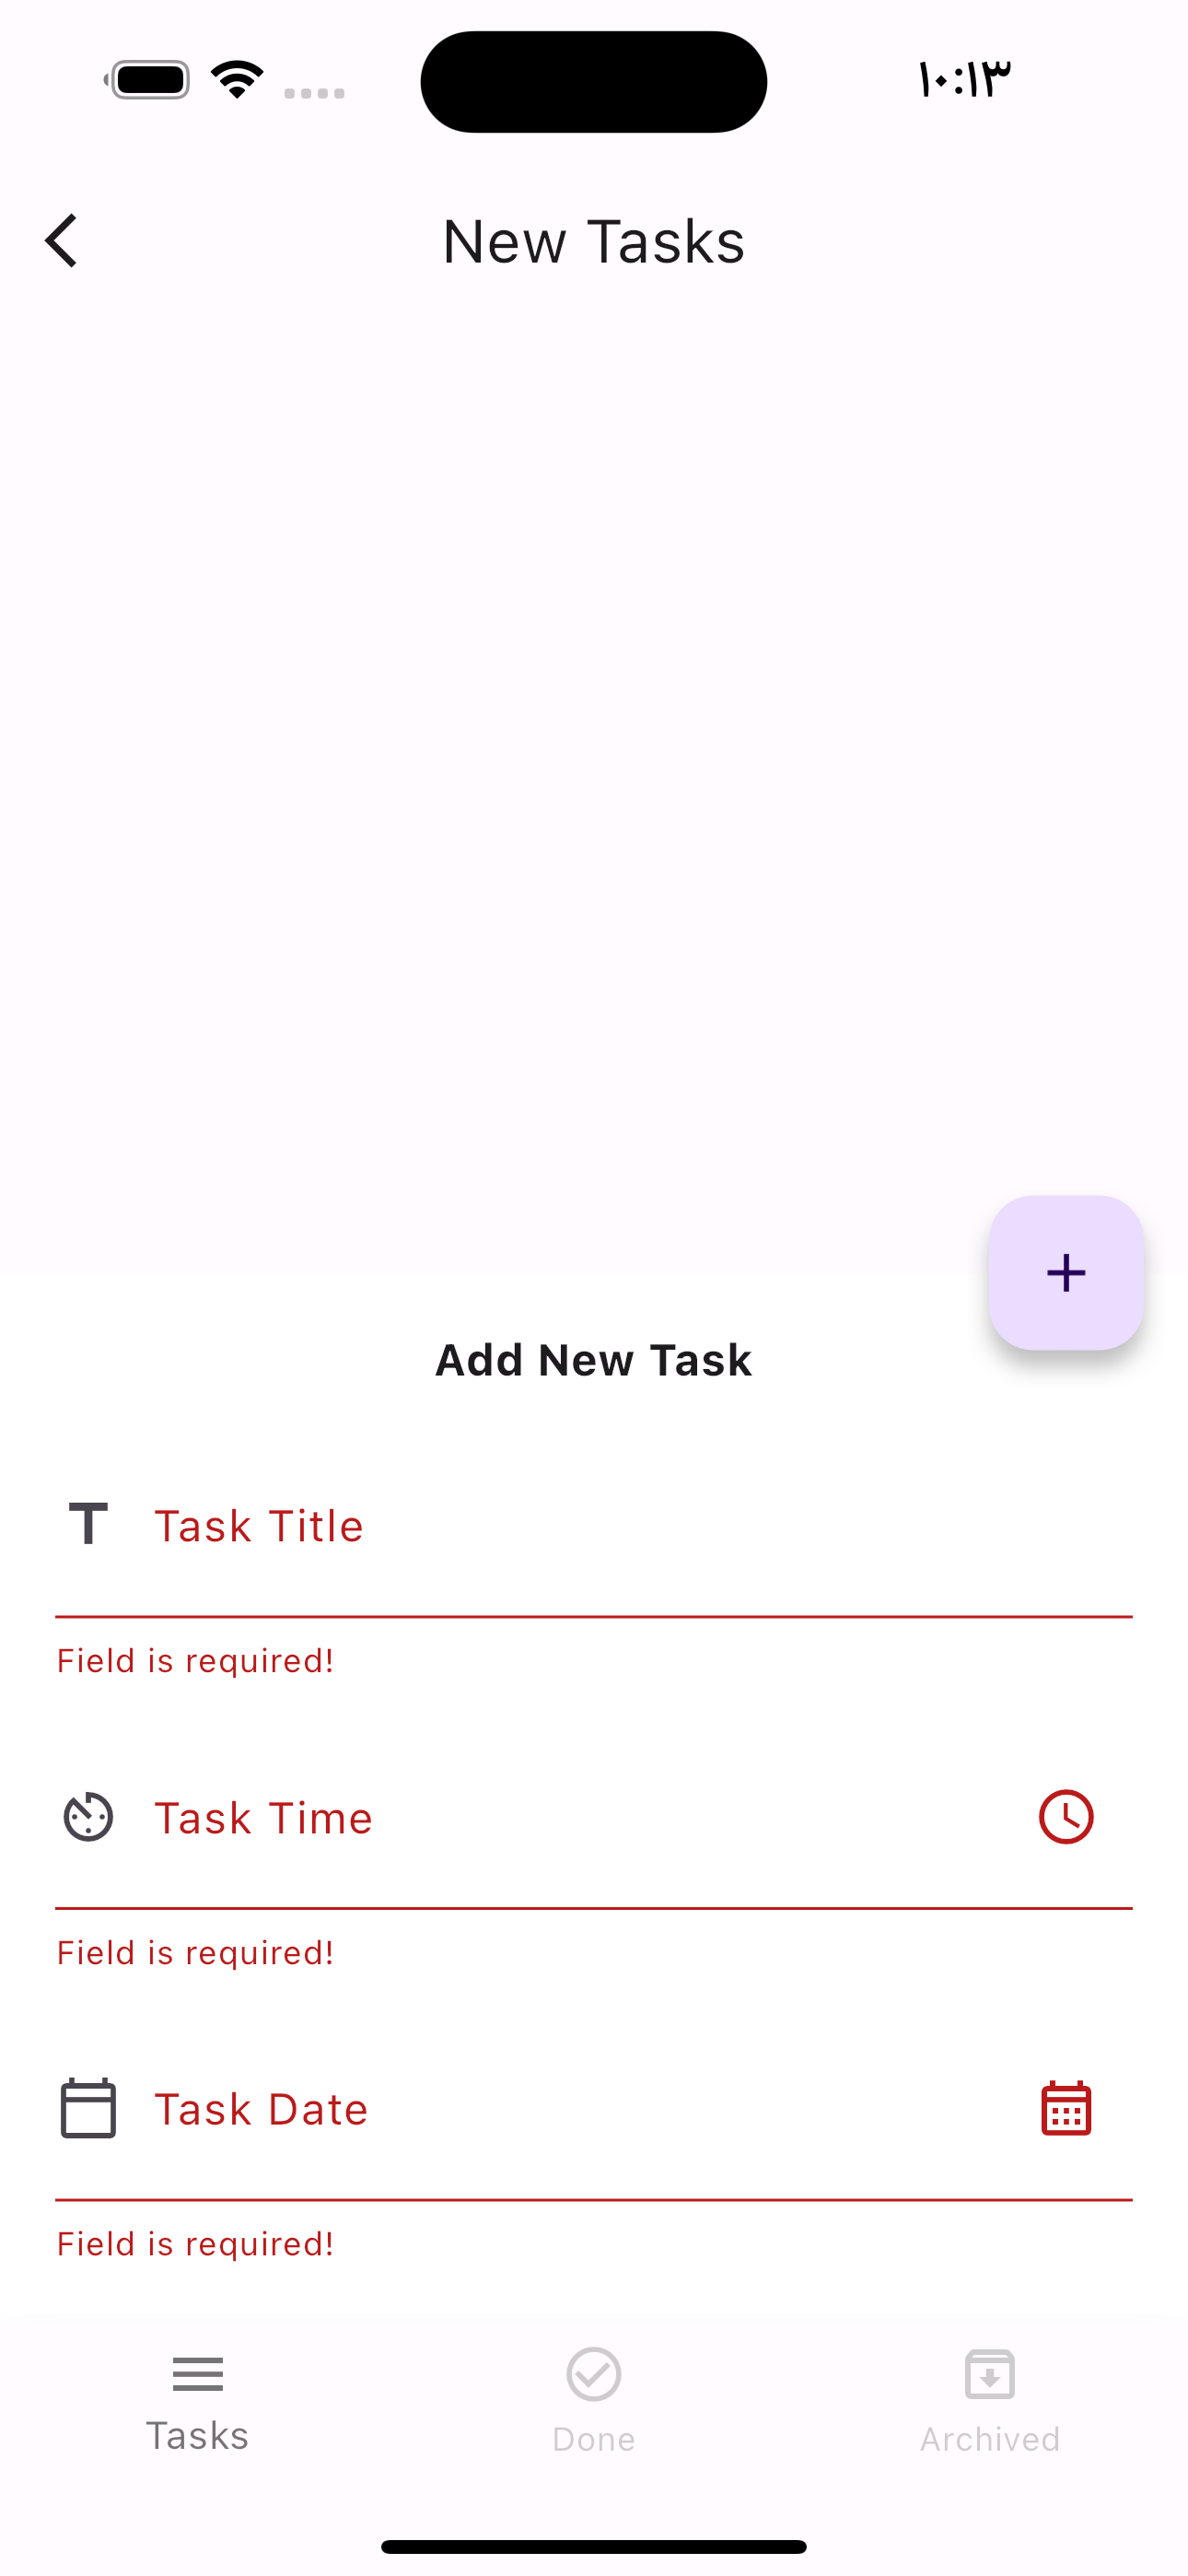 ١٠:١٣
New Tasks
Add New Task
Task Title
Field is required!
Task Time
Field is required!
Task Date
Field is required!
Tasks
Done
Archived